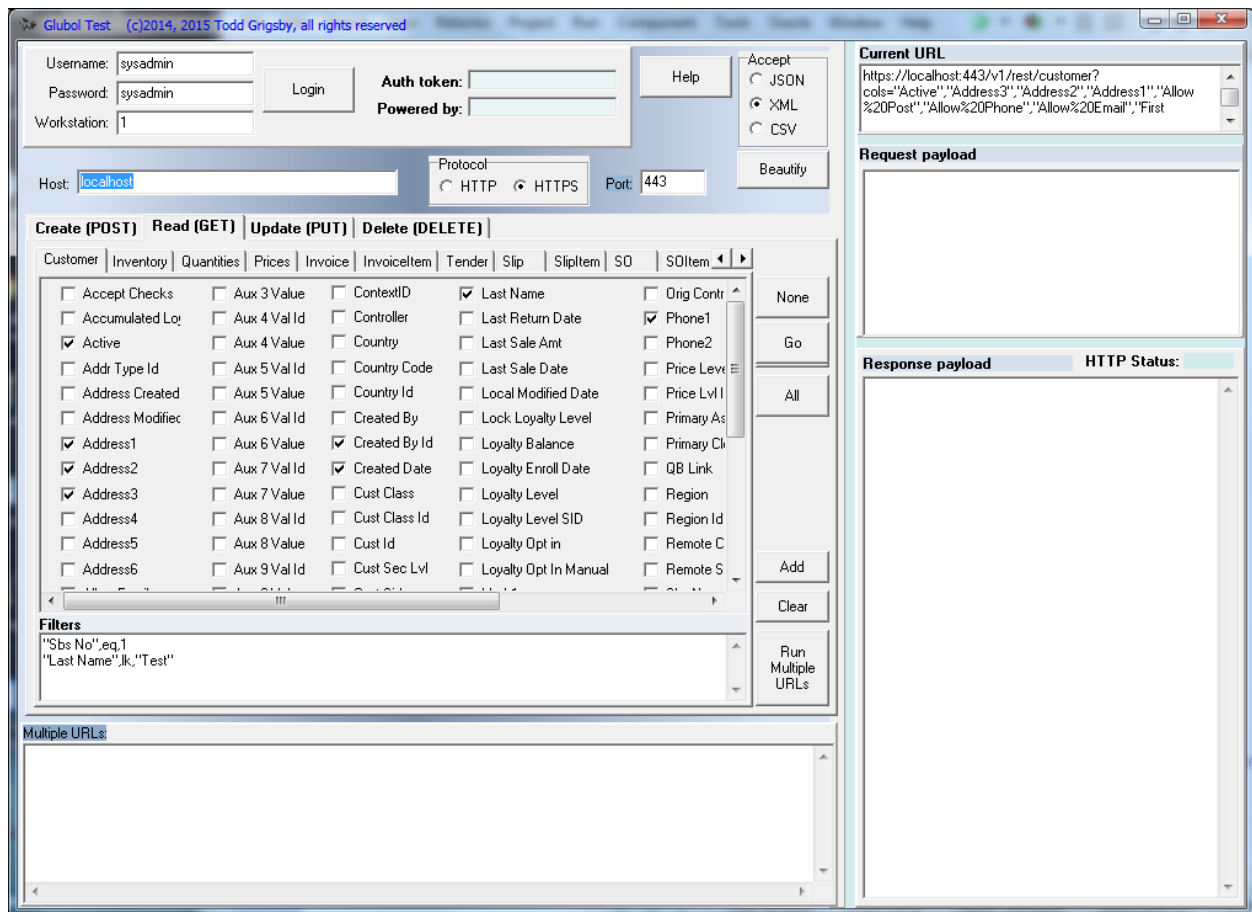 Glubol Test (c)2014, 2015 Todd Grigsby, all rights reserved
Refactor Project Run Component Tools Oracle Window Help
Username: sysadmin
Password: sysadmin
Workstation: 1
Login
Auth token:
Powered by:
Help
Accept
JSON
XML
CSV
Host: localhost
Protocol
HTTP HTTPS
Port: 443
Beautify
Create (POST) Read (GET) Update (PUT) Delete (DELETE)
Customer Inventory Quantities Prices Invoice InvoiceItem Tender Slip SlipItem SO SOItem
Accept Checks Aux 3 Value ContextID Last Name Orig Contr
Accumulated Loy Aux 4 Val Id Controller Last Return Date Phone1
Active Aux 4 Value Country Last Sale Amt Phone2
Addr Type Id Aux 5 Val Id Country Code Last Sale Date Price Leve
Address Created Aux 5 Value Country Id Local Modified Date Price Lvl I
Address Modified Aux 6 Val Id Created By Lock Loyalty Level Primary As
Address1 Aux 6 Value Created By Id Loyalty Balance Primary Cl
Address2 Aux 7 Val Id Created Date Loyalty Enroll Date QB Link
Address3 Aux 7 Value Cust Class Loyalty Level Region
Address4 Aux 8 Val Id Cust Class Id Loyalty Level SID Region Id
Address5 Aux 8 Value Cust Id Loyalty Opt in Remote C
Address6 Aux 9 Val Id Cust Sec Lvl Loyalty Opt In Manual Remote S
None
Go
All
Add
Clear
Run
Multiple
URLs
Filters
"Sbs No",eq,1
"Last Name",lk,"Test"
Multiple URLs:
Current URL
https://localhost:443/v1/rest/customer?
cols="Active","Address3","Address2","Address1","Allow
%20Post","Allow%20Phone","Allow%20Email","First
Request payload
Response payload HTTP Status: